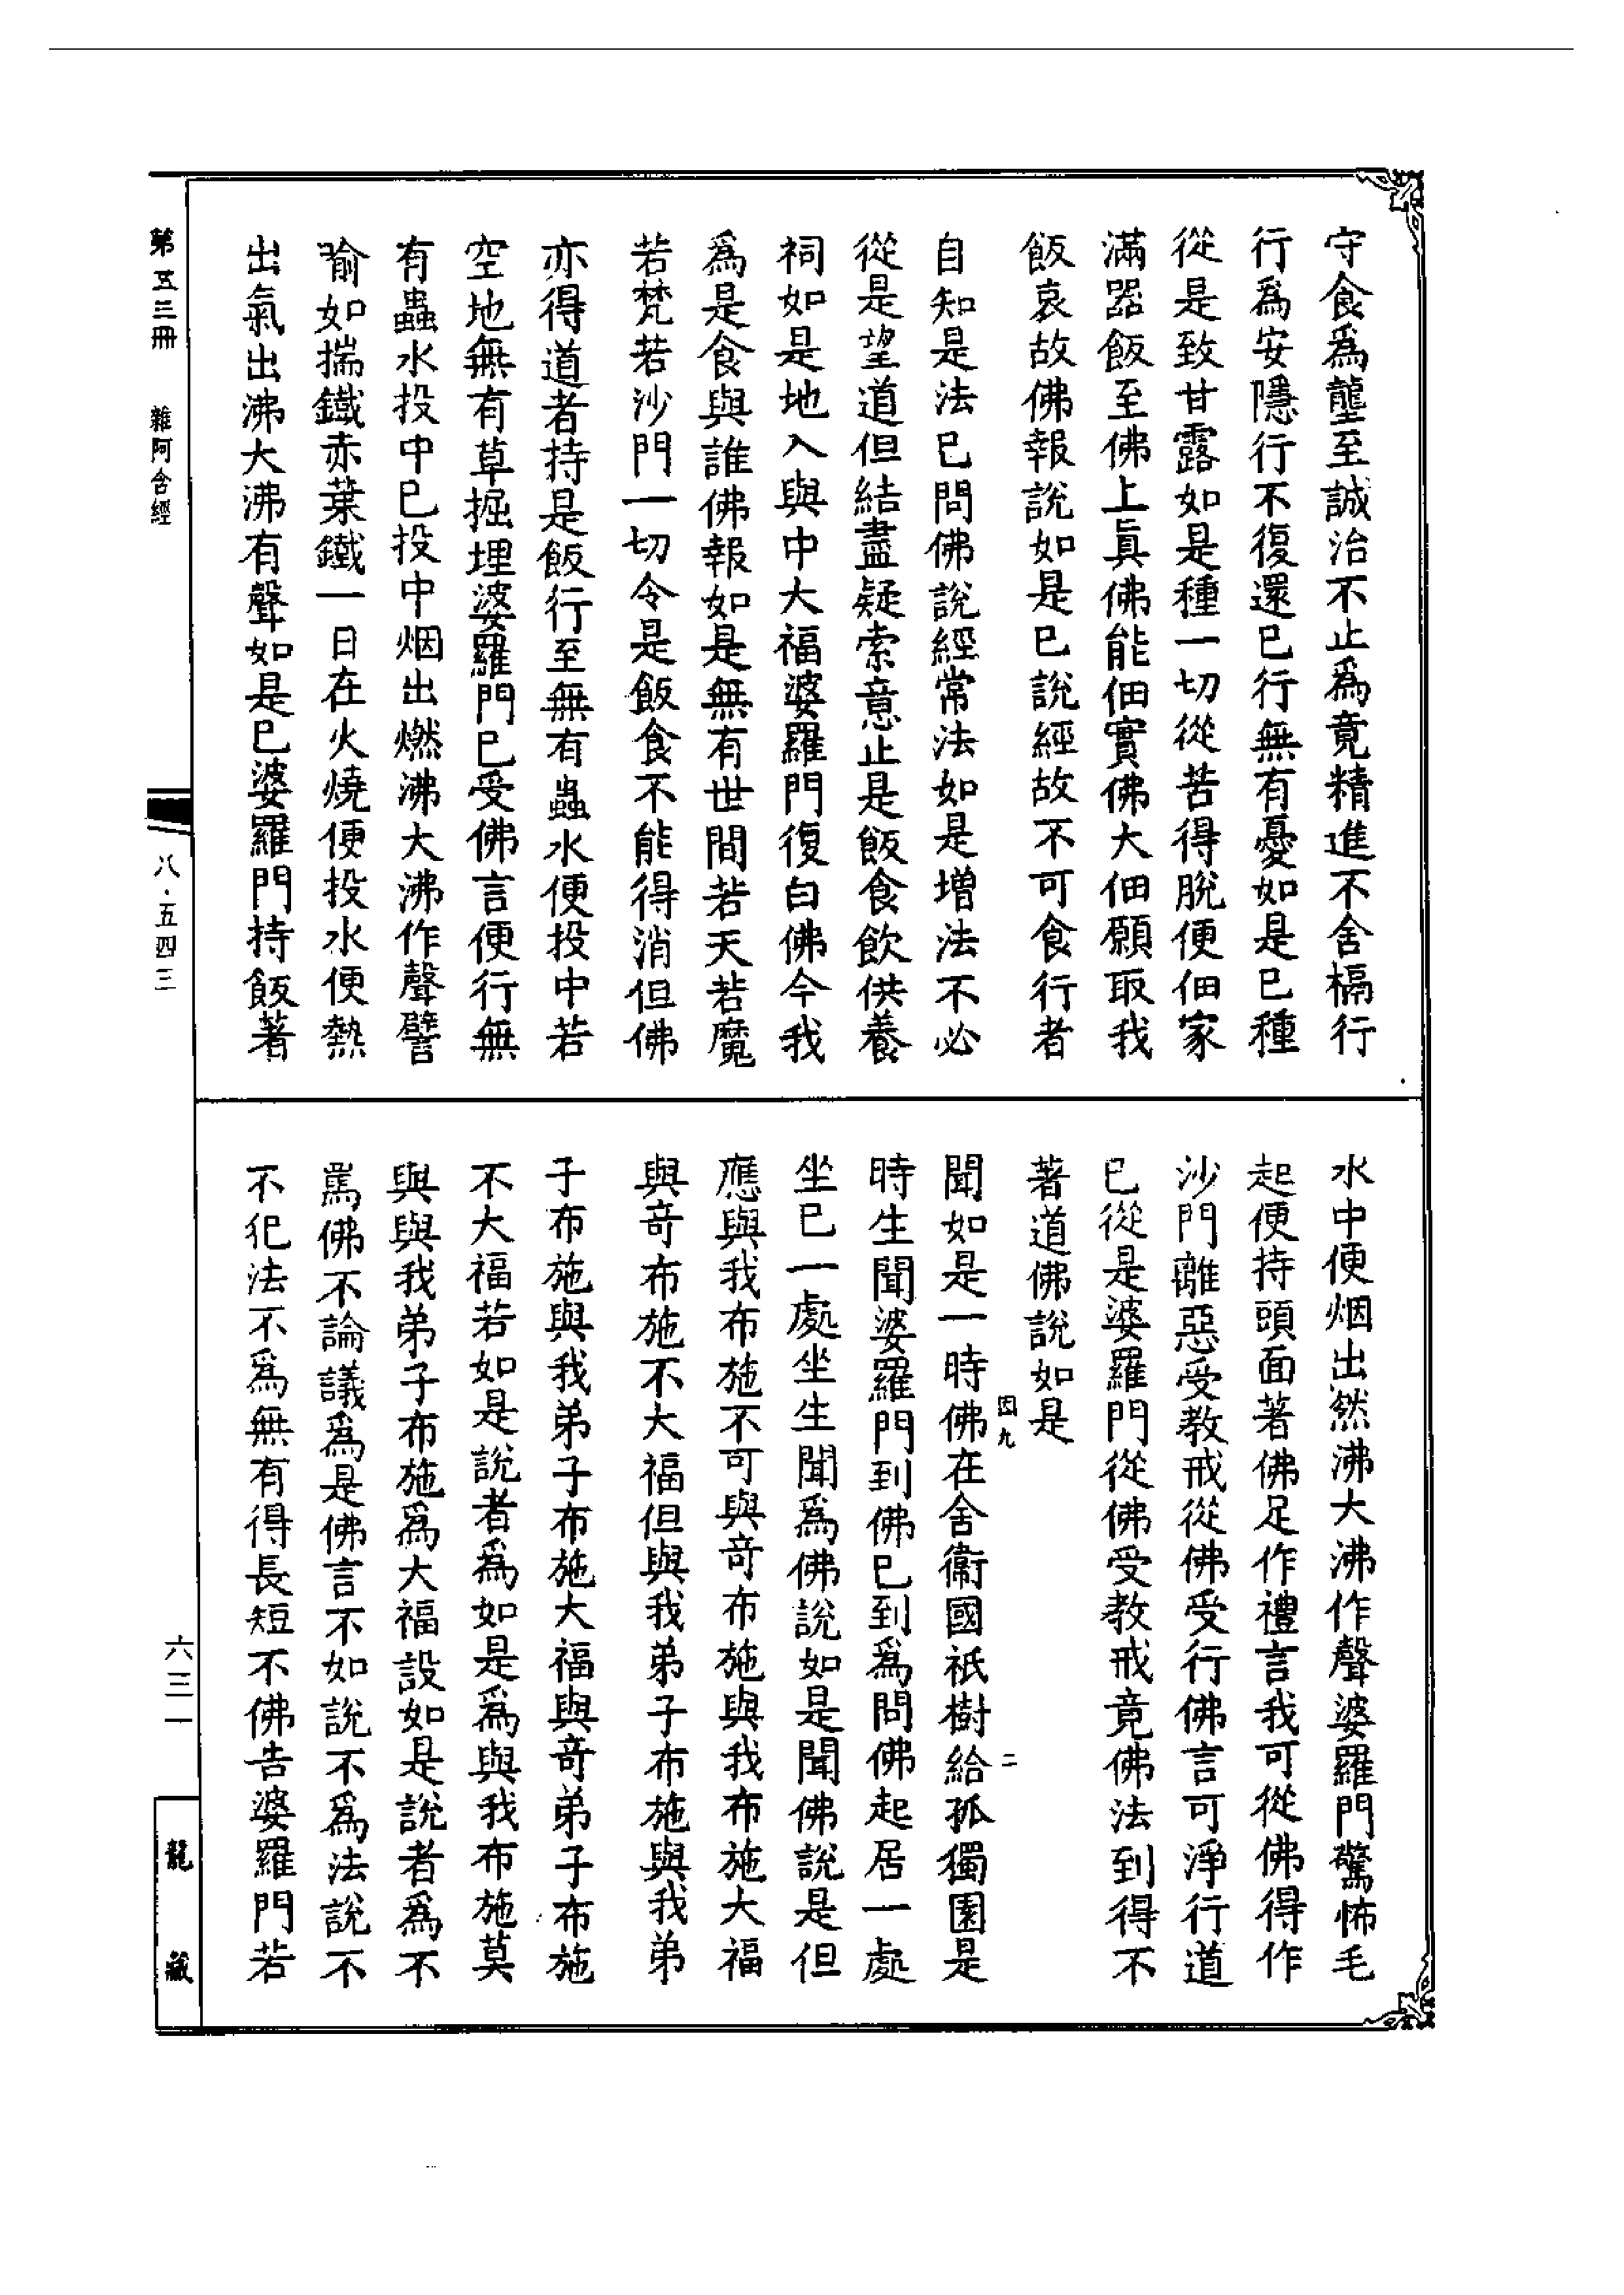 守食為壟至誠治不止為竟精進不舍槅行
行為安隱行不復還已行無有憂如是已種
從是致甘露如是種一切從苦得脫便佃家
滿器飯至佛上真佛能佃實佛大佃願取我
飯哀故佛報說如是已說經故不可食行者
自知是法已問佛說經常法如是增法不必
從是望道但結盡疑索意止是飯食飲供養
祠如是地入與中大福婆羅門復白佛今我
為是食與誰佛報如是無有世間若天若魔
若梵若沙門一切令是飯食不能得消但佛
亦得道者持是飯行至無有蟲水便投中若
空地無有草掘埋婆羅門已受佛言便行無
有蟲水投中已投中烟出燃沸大沸作聲譬
喻如揣鐵赤葉鐵一日在火燒便投水便熱
出氣出沸大沸有聲如是已婆羅門持飯著
水中便烟出然沸大沸作聲婆羅門驚怖毛
起便持頭面著佛足作禮言我可從佛得作
沙門離惡受教戒從佛受行佛言可淨行道
已從是婆羅門從佛受教戒竟佛法到得不
著道佛說如是
因九
二
聞如是一時佛在舍衞國祇樹給孤獨園是
時生聞婆羅門到佛已到為問佛起居一處
坐已一處坐生聞為佛說如是聞佛說是但
應與我布施不可與奇布施與我布施大福
與奇布施不大福但與我弟子布施與我弟
子布施與我弟子布施大福與奇弟子布施
不大福若如是說者為如是為與我布施莫
與與我弟子布施為大福設如是說者為不
罵佛不論議為是佛言不如說不為法說不
不犯法不為無有得長短不佛告婆羅門若
第五三冊
雜阿含經
八·五四三
六三一
龍藏